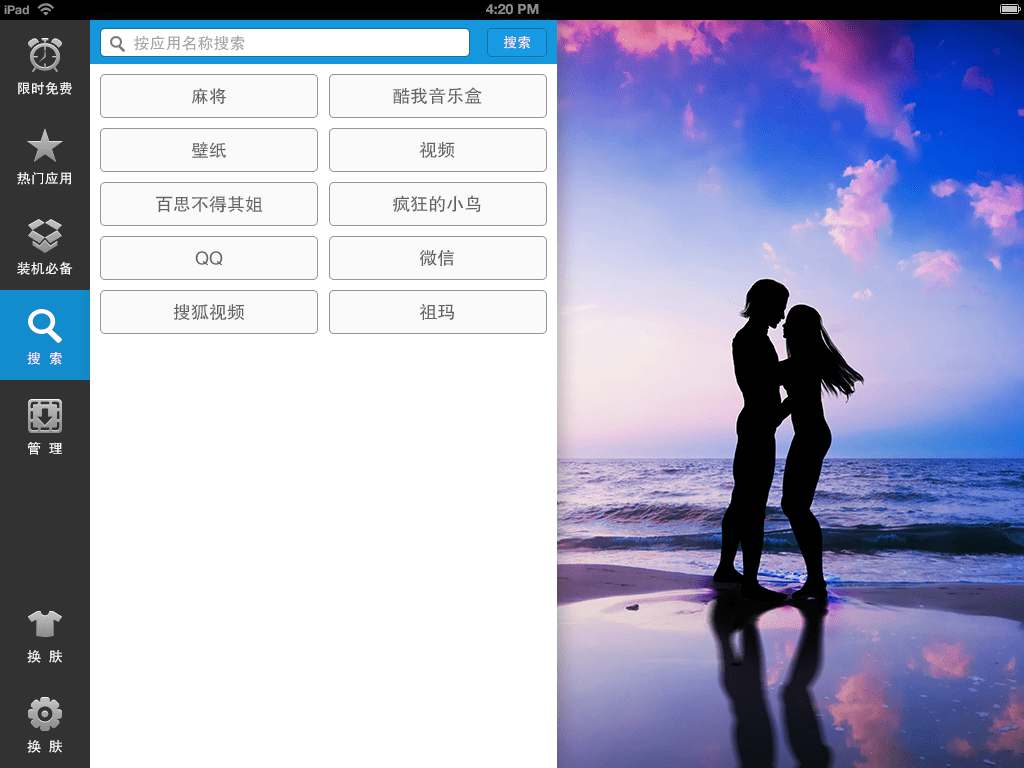 iPad
4:20 PM
限时免费
热门应用
装机必备
搜 索
管 理
换 肤
换 肤
按应用名称搜索
搜索
麻将
酷我音乐盒
壁纸
视频
百思不得其姐
疯狂的小鸟
QQ
微信
搜狐视频
祖玛